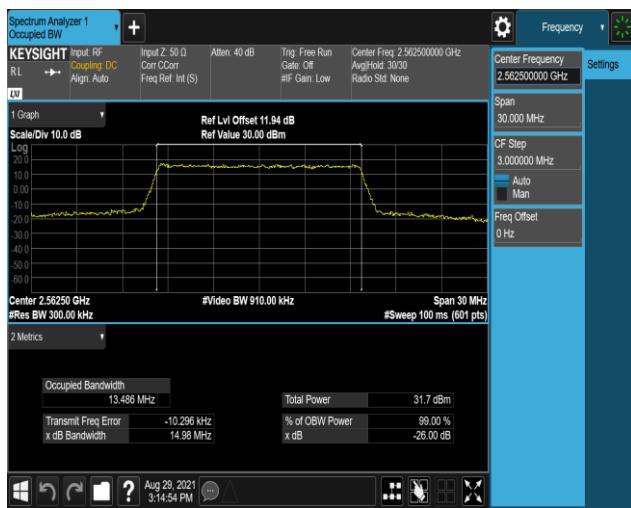 Spectrum Analyzer 1
Occupied BW
+
Frequency
KEYSIGHT
RL
LXI
Input: RF
Coupling: DC
Align: Auto
Input Z: 50 Ω
Corr CCorr
Freq Ref: Int (S)
Atten: 40 dB
Trig: Free Run
Gate: Off
#IF Gain: Low
Center Freq: 2.562500000 GHz
Avg|Hold: 30/30
Radio Std: None
Center Frequency
2.562500000 GHz
Settings
Span
30.000 MHz
CF Step
3.000000 MHz
Auto
Man
Freq Offset
0 Hz
1 Graph
Scale/Div 10.0 dB
Ref Lvl Offset 11.94 dB
Ref Value 30.00 dBm
Log
20.0
10.0
0.00
-10.0
-20.0
-30.0
-40.0
-50.0
-60.0
Center 2.56250 GHz
#Res BW 300.00 kHz
#Video BW 910.00 kHz
Span 30 MHz
#Sweep 100 ms (601 pts)
2 Metrics
Occupied Bandwidth
13.486 MHz
Total Power 31.7 dBm
Transmit Freq Error -10.296 kHz
% of OBW Power 99.00 %
x dB Bandwidth 14.98 MHz
x dB -26.00 dB
?
Aug 29, 2021
3:14:54 PM